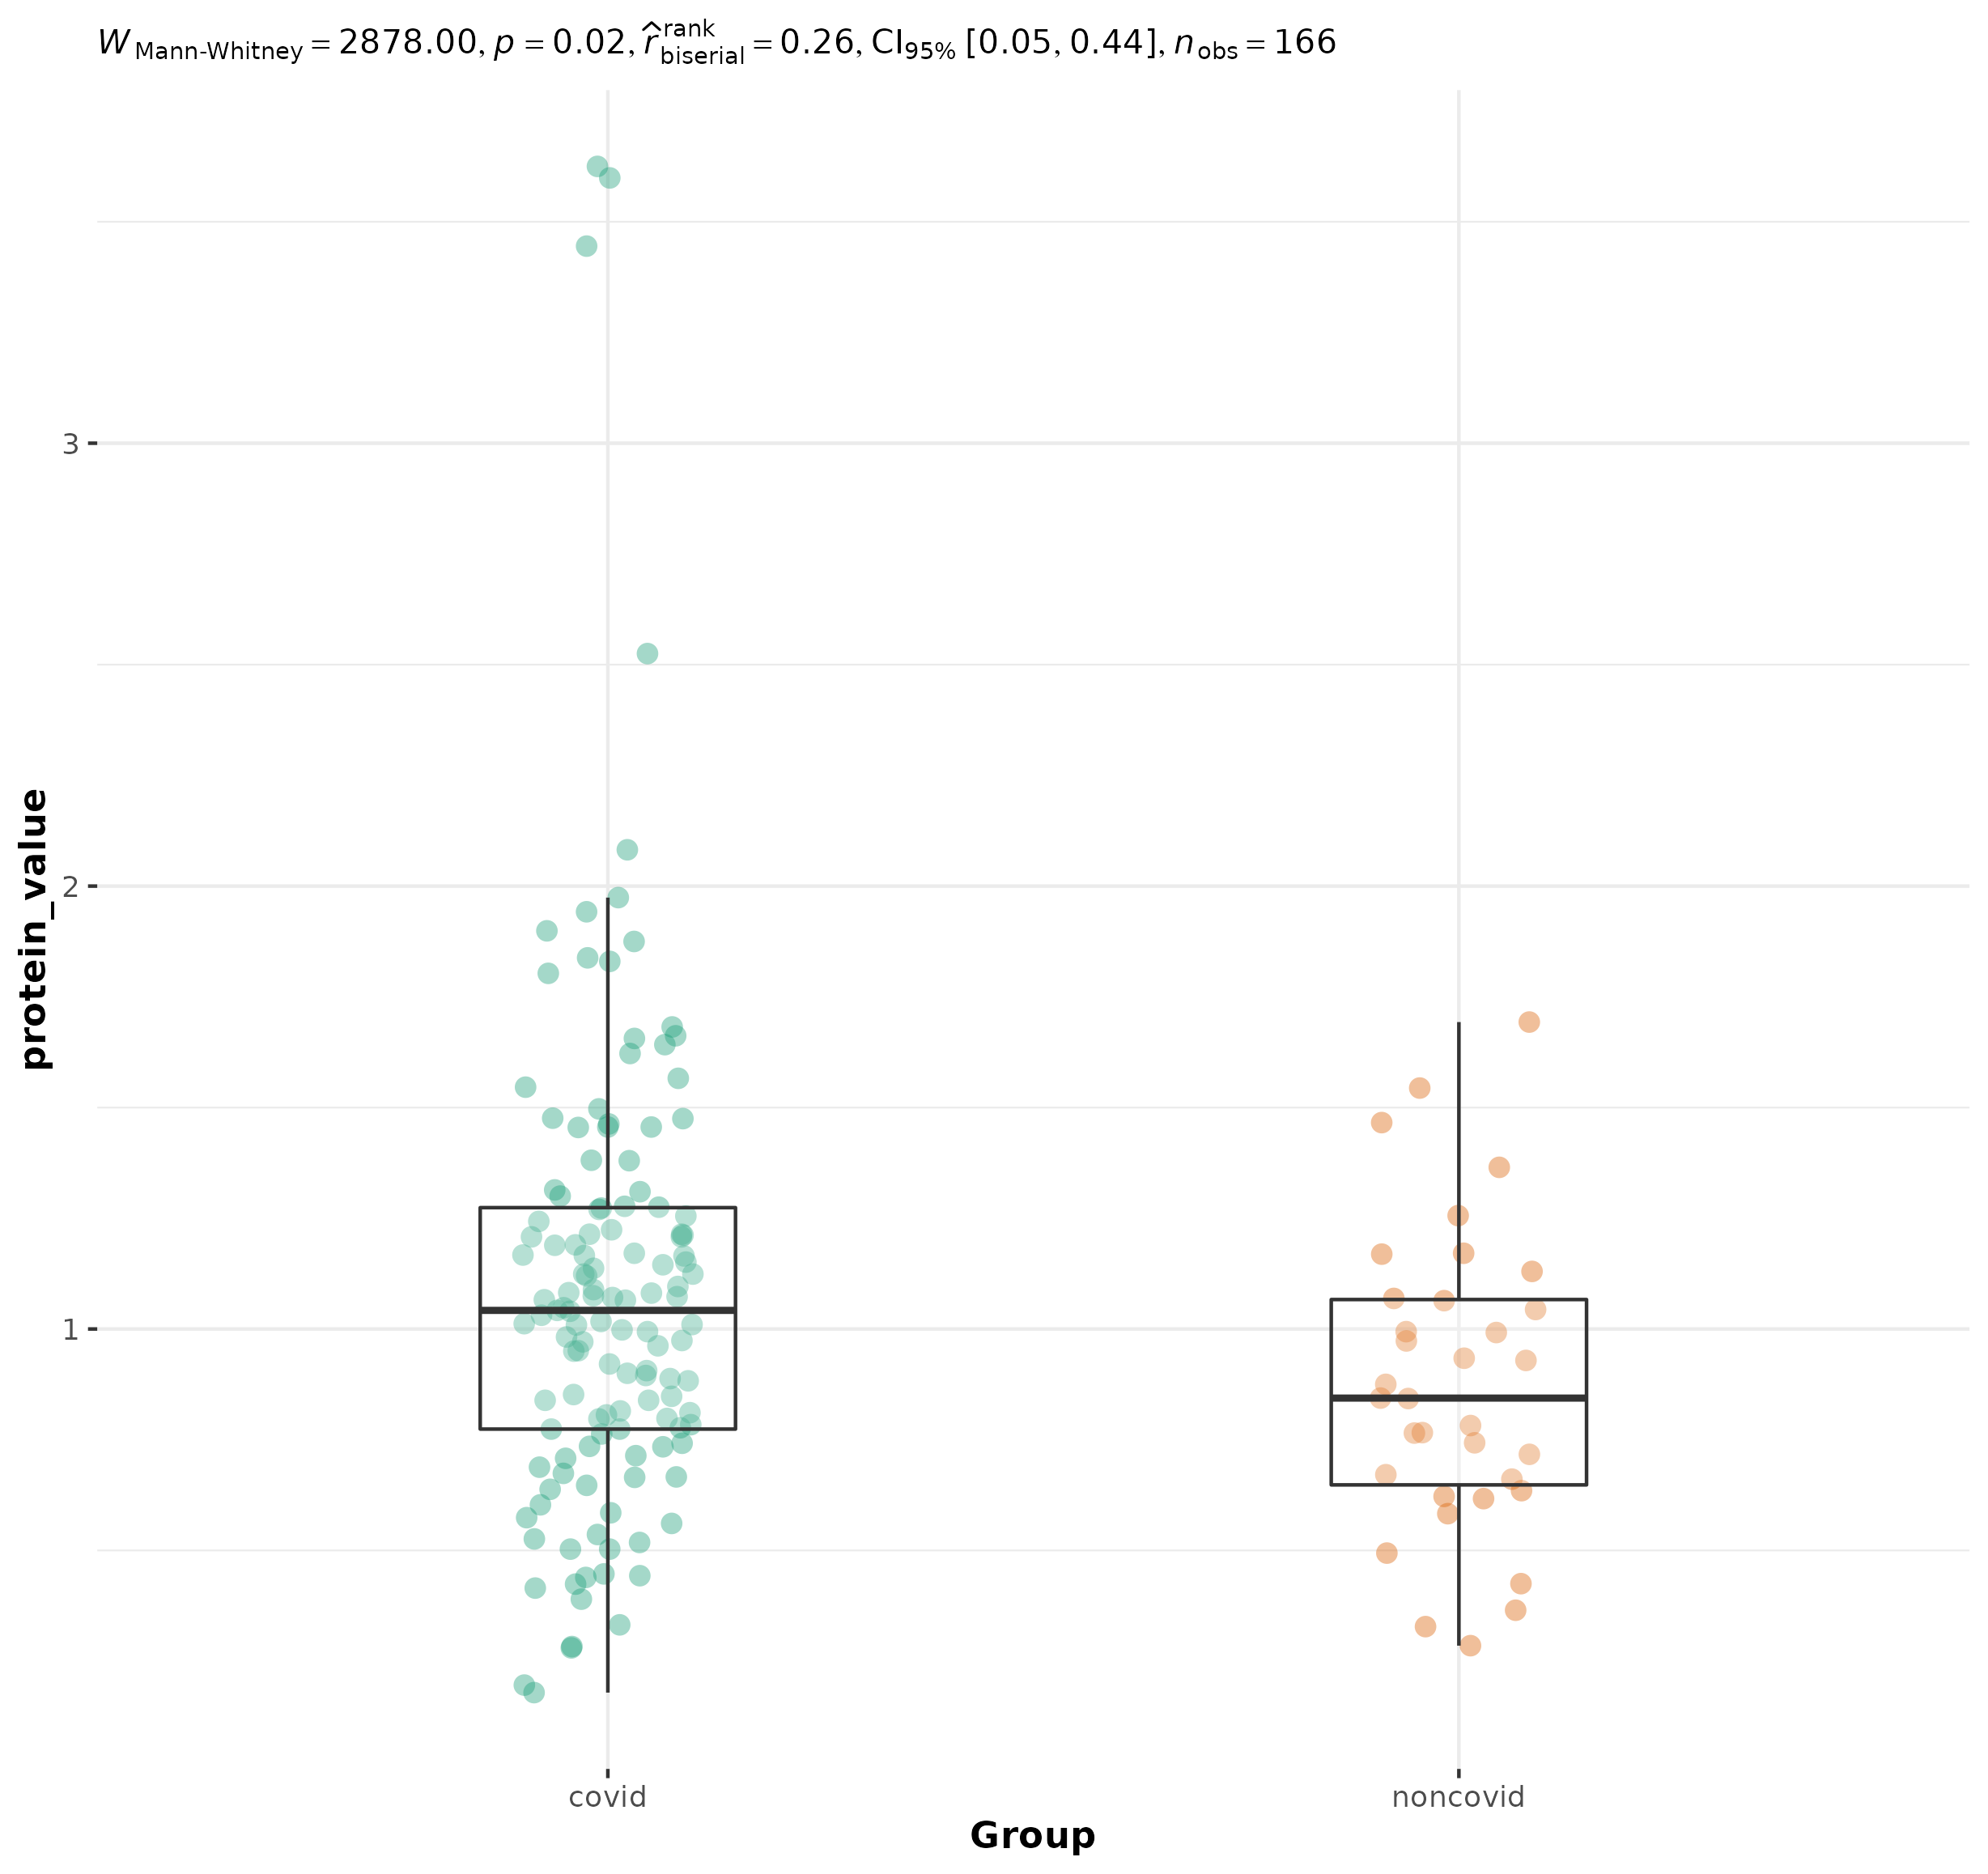 W Mann-Whitney = 2878.00, p = 0.02, r̂ rank biserial = 0.26, CI95% [0.05, 0.44], n obs = 166
protein_value
3
2
1
covid noncovid
Group